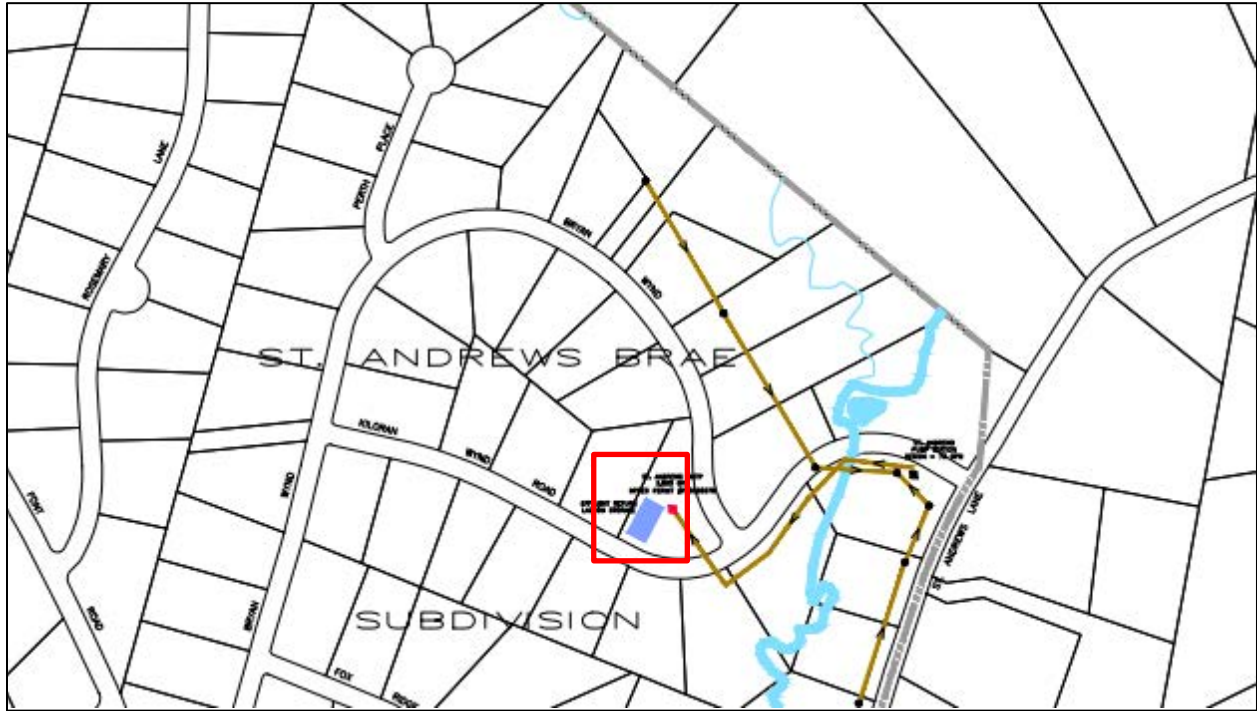 LANE
PERTH PLACE
ROSEMARY
BRYAN
WYND
ST. ANDREWS BRAE
KILORAN
WYND
ROAD
WYND
FONT
ST. ANDREWS LANE
ROAD
BRYAN
SUBDIVISION
FOX
RIDGE